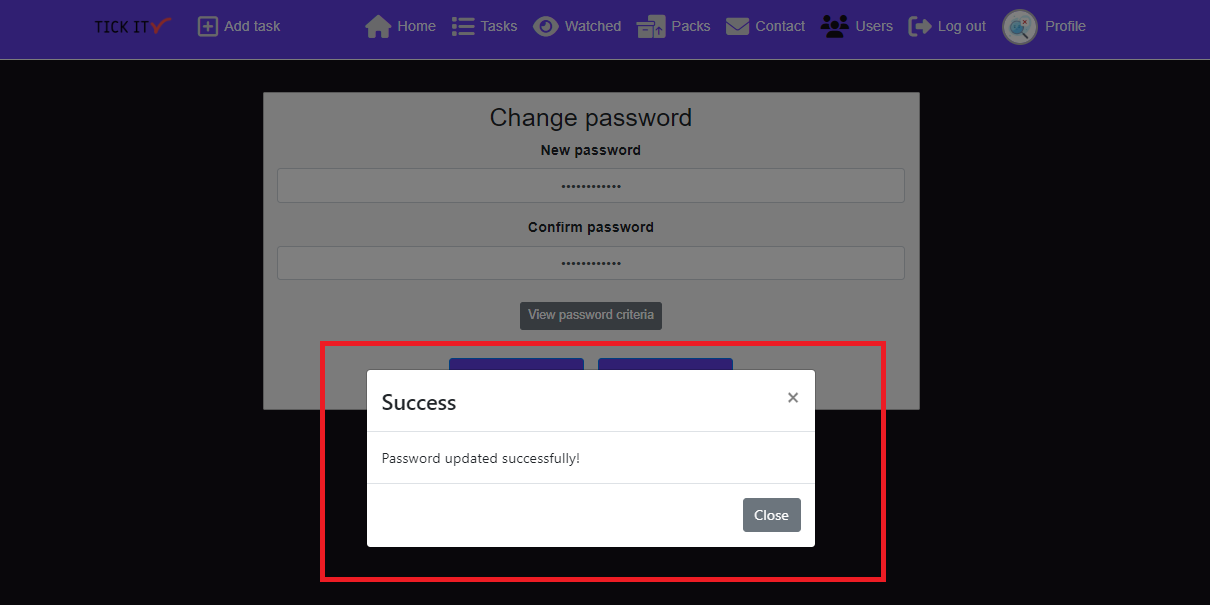 TICK IT
Add task
Home
Tasks
Watched
Packs
Contact
Users
Log out
Profile
Change password
New password
••••••••••••
Confirm password
••••••••••••
View password criteria
Success
×
Password updated successfully!
Close